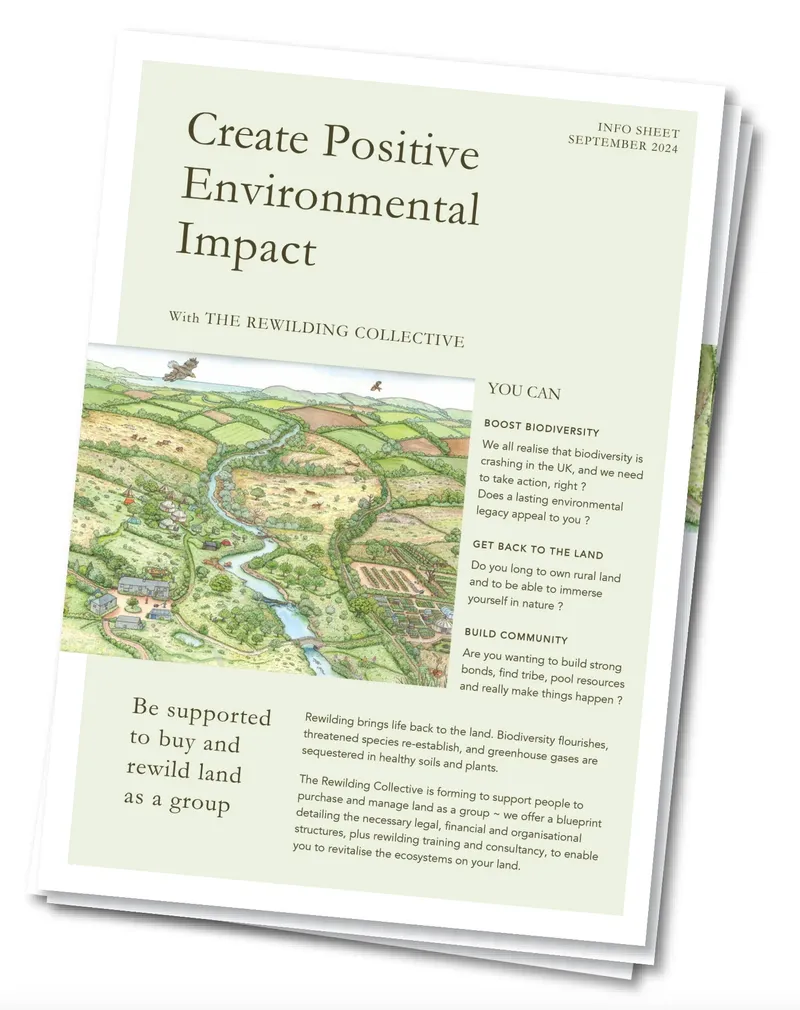 Create Positive
Environmental
Impact
INFO SHEET
SEPTEMBER 2024
With THE REWILDING COLLECTIVE
YOU CAN
BOOST BIODIVERSITY
We all realise that biodiversity is
crashing in the UK, and we need
to take action, right ?
Does a lasting environmental
legacy appeal to you ?
GET BACK TO THE LAND
Do you long to own rural land
and to be able to immerse
yourself in nature ?
BUILD COMMUNITY
Are you wanting to build strong
bonds, find tribe, pool resources
and really make things happen ?
Be supported
to buy and
rewild land
as a group
Rewilding brings life back to the land. Biodiversity flourishes,
threatened species re-establish, and greenhouse gases are
sequestered in healthy soils and plants.
The Rewilding Collective is forming to support people to
purchase and manage land as a group ~ we offer a blueprint
detailing the necessary legal, financial and organisational
structures, plus rewilding training and consultancy, to enable
you to revitalise the ecosystems on your land.